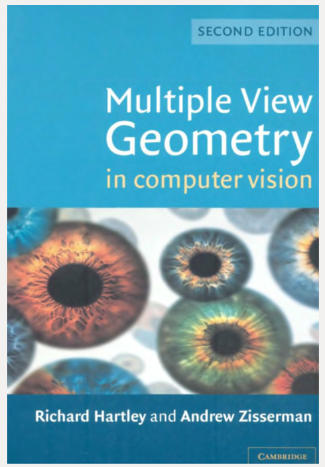 SECOND EDITION
Multiple View
Geometry
in computer vision
Richard Hartley and Andrew Zisserman
CAMBRIDGE